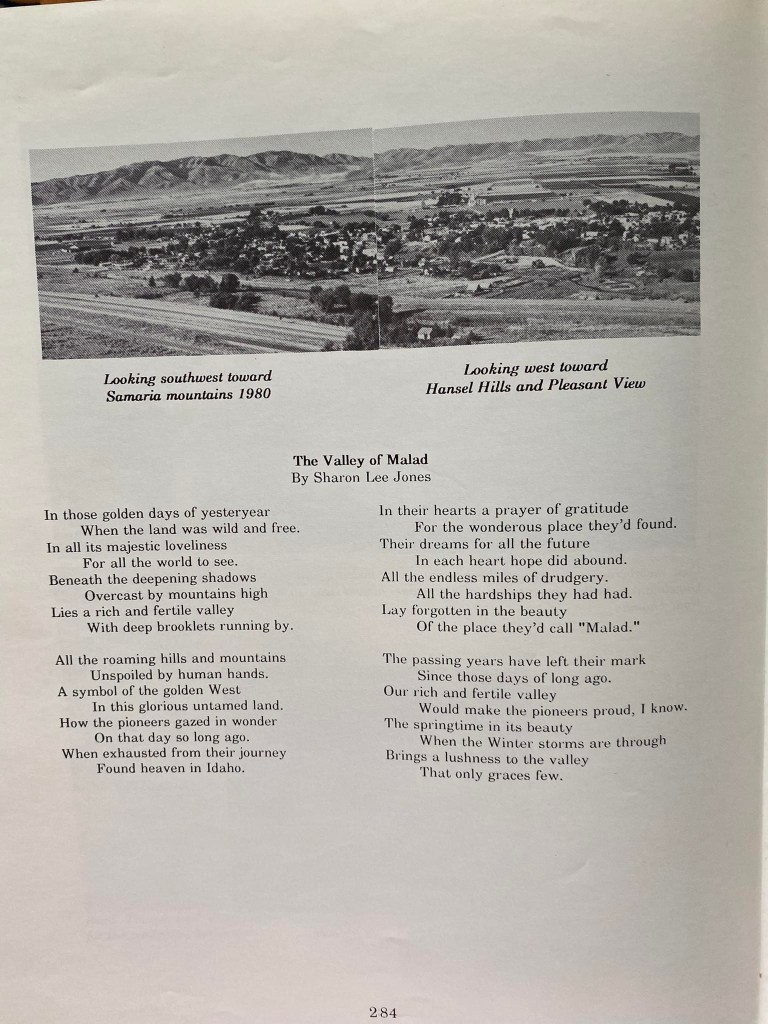 Looking southwest toward
Samaria mountains 1980
Looking west toward
Hansel Hills and Pleasant View
The Valley of Malad
By Sharon Lee Jones
In those golden days of yesteryear
When the land was wild and free.
In all its majestic loveliness
For all the world to see.
Beneath the deepening shadows
Overcast by mountains high
Lies a rich and fertile valley
With deep brooklets running by.
All the roaming hills and mountains
Unspoiled by human hands.
A symbol of the golden West
In this glorious untamed land.
How the pioneers gazed in wonder
On that day so long ago.
When exhausted from their journey
Found heaven in Idaho.
In their hearts a prayer of gratitude
For the wonderous place they'd found.
Their dreams for all the future
In each heart hope did abound.
All the endless miles of drudgery.
All the hardships they had had.
Lay forgotten in the beauty
Of the place they'd call "Malad."
The passing years have left their mark
Since those days of long ago.
Our rich and fertile valley
Would make the pioneers proud, I know.
The springtime in its beauty
When the Winter storms are through
Brings a lushness to the valley
That only graces few.
284